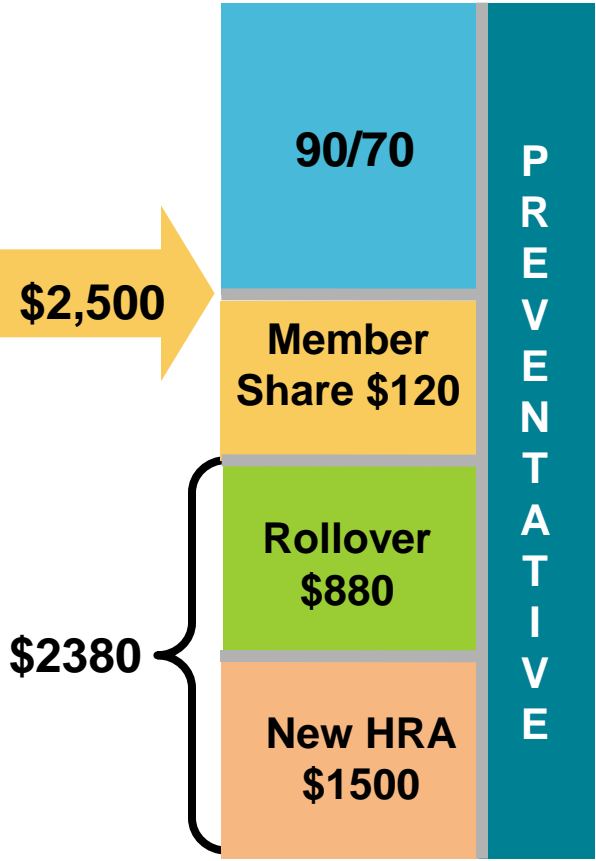 90/70
$2,500
Member
Share $120
Rollover
$880
$2380
New HRA
$1500
P
R
E
V
E
N
T
A
T
I
V
E